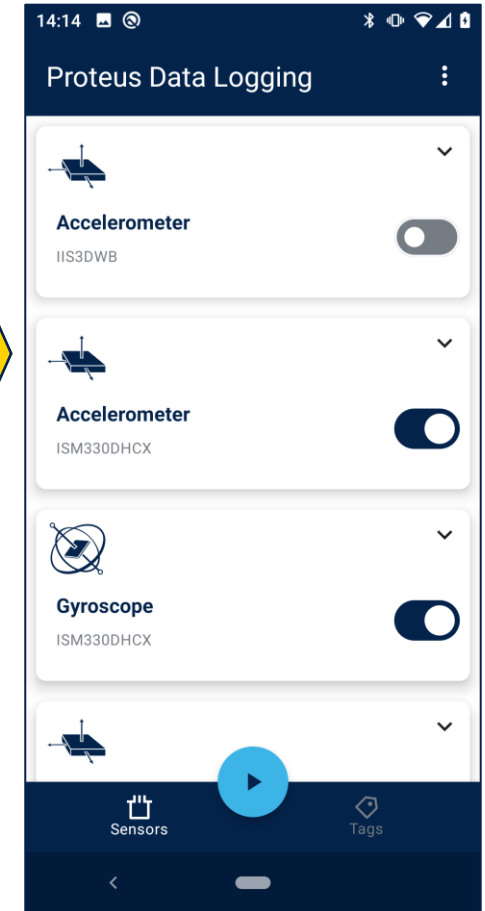 14:14
Proteus Data Logging
Accelerometer
IIS3DWB
Accelerometer
ISM330DHCX
Gyroscope
ISM330DHCX
Sensors
Tags